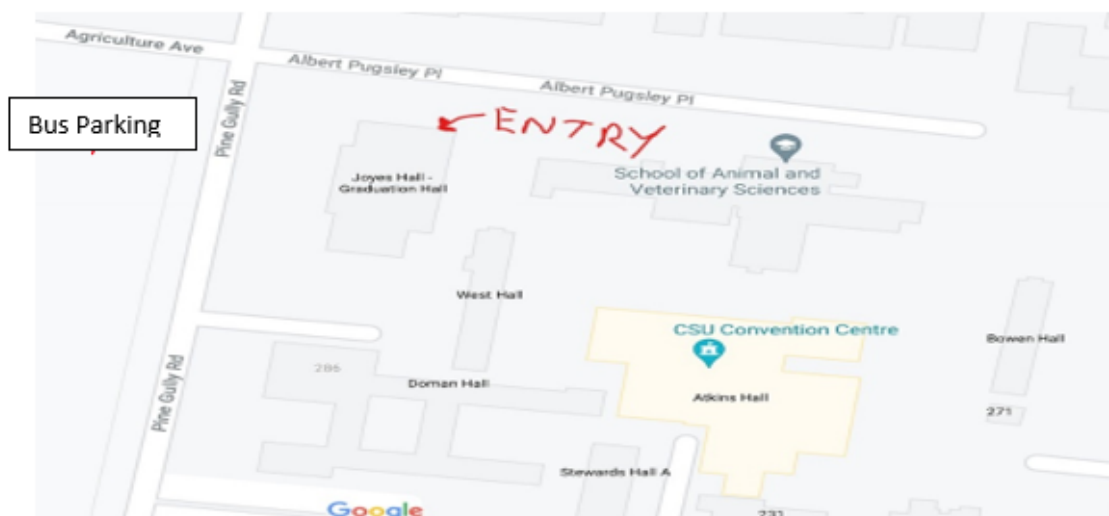 Agriculture Ave
Albert Pugsley Pl
Albert Pugsley Pl
Bus Parking
Pine Gully Rd
ENTRY
Joyes Hall -
Graduation Hall
School of Animal and
Veterinary Sciences
West Hall
CSU Convention Centre
Bowen Hall
286
Doman Hall
Atkins Hall
Pine Gully Rd
271
Stewards Hall A
Google
231